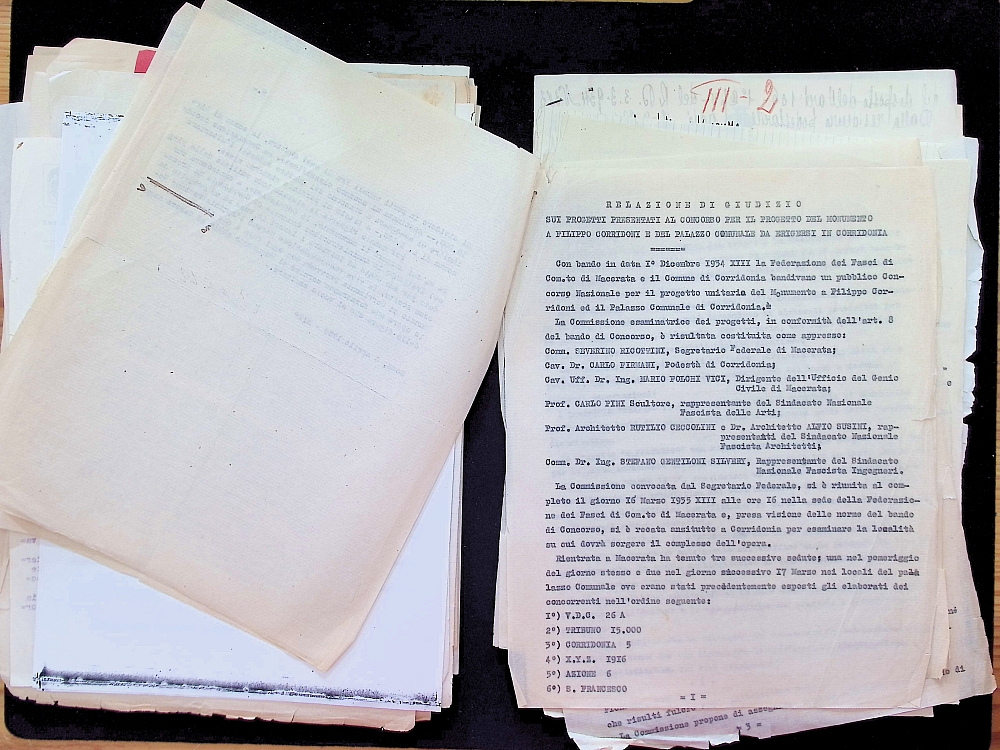 III - 2
RELAZIONE DI GIUDIZIO
SUI PROGETTI PRESENTATI AL CONCORSO PER IL PROGETTO DEL MONUMENTO
A FILIPPO CORRIDONI E DEL PALAZZO COMUNALE DA ERIGERSI IN CORRIDONIA
=======
Con bando in data I° Dicembre 1934 XIII la Federazione dei Fasci di
Com.to di Macerata e il Comune di Corridonia bandivano un pubblico Con-
corso Nazionale per il progetto unitario del Monumento a Filippo Cor-
ridoni ed il Palazzo Comunale di Corridonia.
La Commissione esaminatrice dei progetti, in conformità dell'art. 8
del bando di Concorso, è risultata costituita come appresso:
Comm. SEVERINO RICOTTINI, Segretario Federale di Macerata;
Cav. Dr. CARLO FIRMANI, Podestà di Corridonia;
Cav. Uff. Dr. Ing. MARIO FOLCHI VICI, Dirigente dell'Ufficio del Genio
Civile di Macerata;
Prof. CARLO PINI Scultore, rappresentante del Sindacato Nazionale
Fascista delle Arti;
Prof. Architetto RUTILIO CECCOLINI e Dr. Architetto ALFIO SUSINI, rap-
presentanti del Sindacato Nazionale
Fascista Architetti;
Comm. Dr. Ing. STEFANO GENTILONI SILVERY, Rappresentante del Sindacato
Nazionale Fascista Ingegneri.
La Commissione convocata dal Segretario Federale, si è riunita al com-
pleto il giorno I6 Marzo 1935 XIII alle ore I6 nella sede della Federazio-
ne dei Fasci di Com.to di Macerata e, presa visione delle norme del bando
di Concorso, si è recata ansitutto a Corridonia per esaminare la località
su cui dovrà sorgere il complesso dell'opera.
Rientrata a Macerata ha tenuto tre successive sedute; una nel pomeriggio
del giorno stesso e due nel giorno successivo I7 Marzo nei locali del pala
lazzo Comunale ove erano stati precedentemente esposti gli elaborati dei
concorrenti nell'ordine seguente:
1°) V.D.G. 26 A
2°) TRIBUNO I5.000
3°) CORRIDONIA 5
4°) X.Y.Z. I9I6
5°) AZIONE 6
6°) S. FRANCESCO
= I =
che risulti
La Commissione propone di
= 3 =